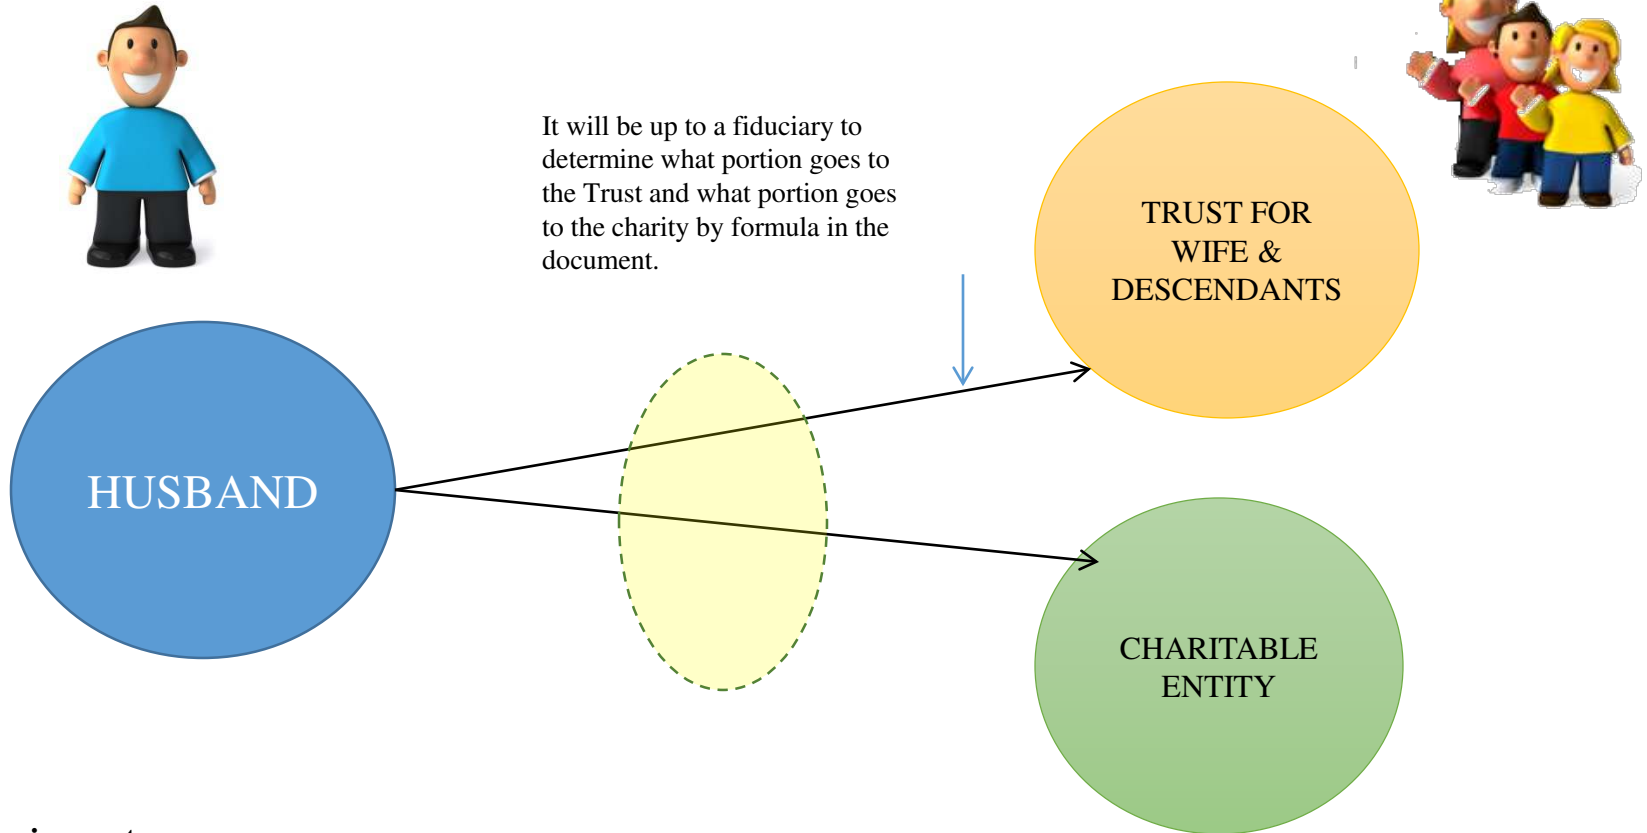 It will be up to a fiduciary to
determine what portion goes to
the Trust and what portion goes
to the charity by formula in the
document.
TRUST FOR
WIFE &
DESCENDANTS
HUSBAND
CHARITABLE
ENTITY